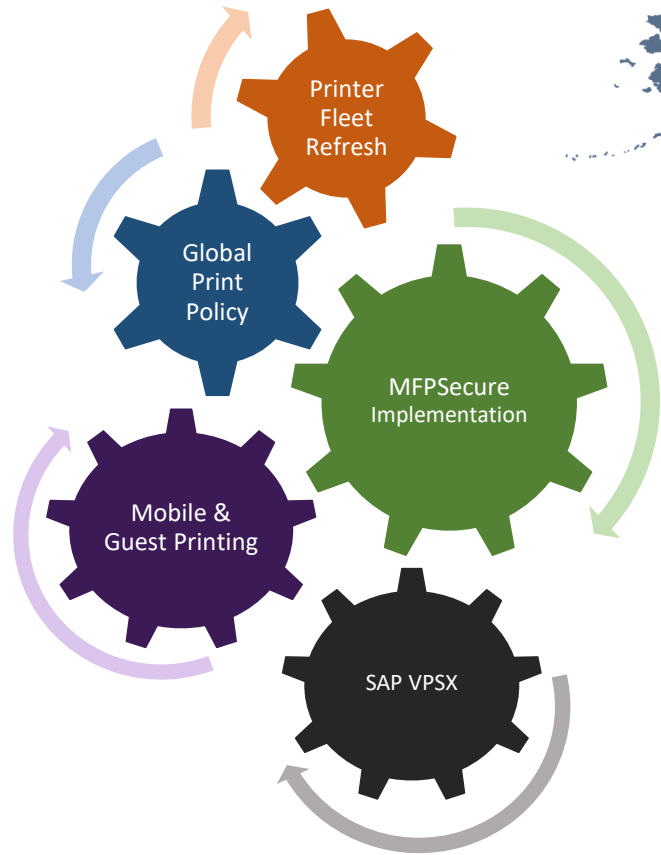 Printer
Fleet
Refresh
Global
Print
Policy
MFPSecure
Implementation
Mobile &
Guest Printing
SAP VPSX